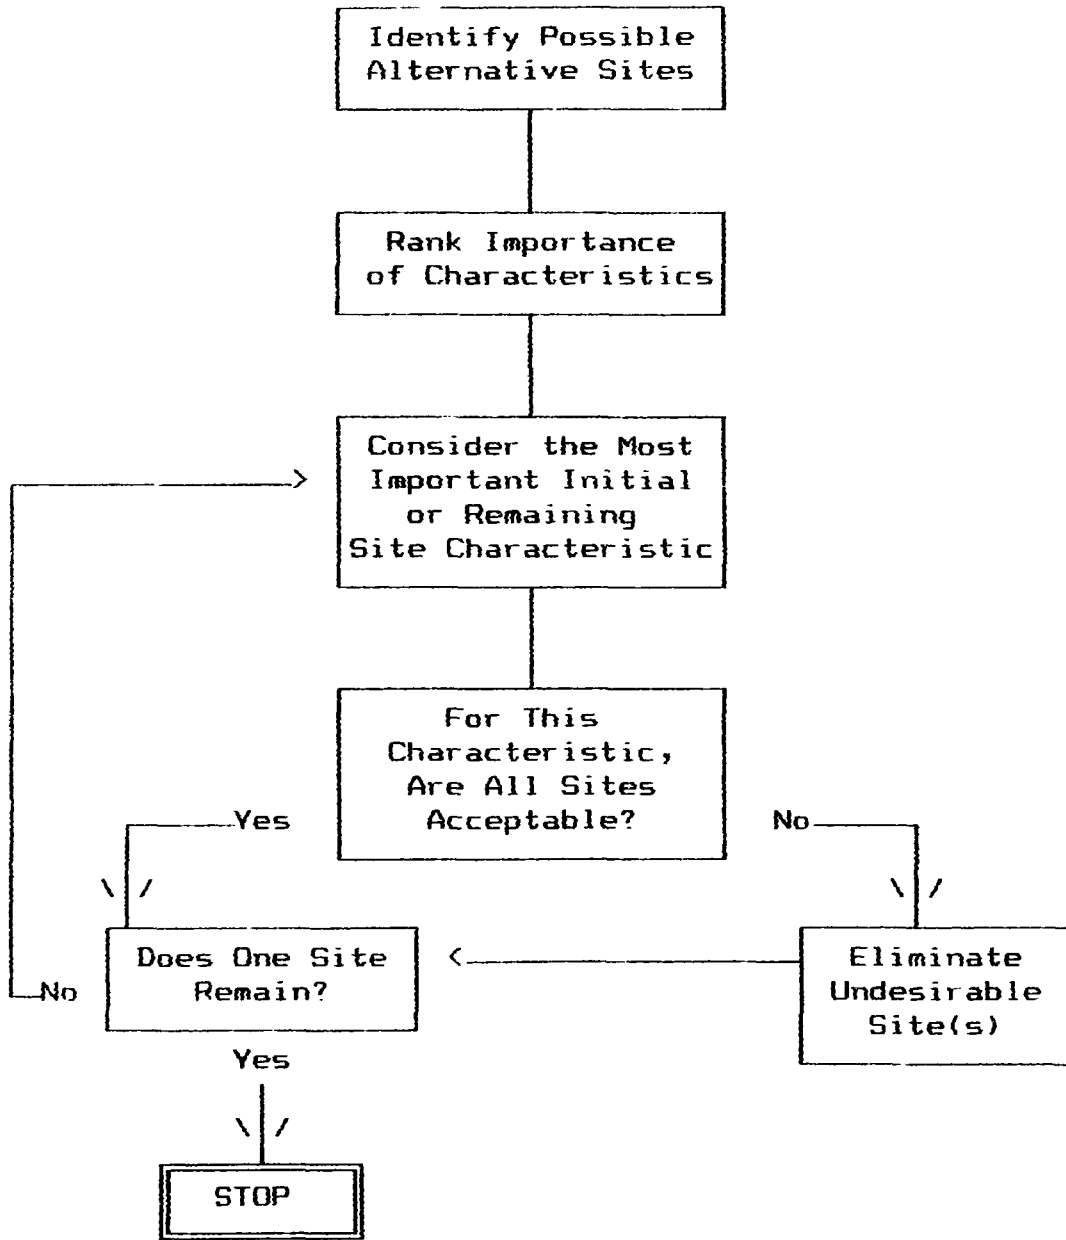 Identify Possible
Alternative Sites
Rank Importance
of Characteristics
Consider the Most
Important Initial
or Remaining
Site Characteristic
For This
Characteristic,
Are All Sites
Acceptable?
Yes
No
Does One Site
Remain?
No
Eliminate
Undesirable
Site(s)
Yes
STOP